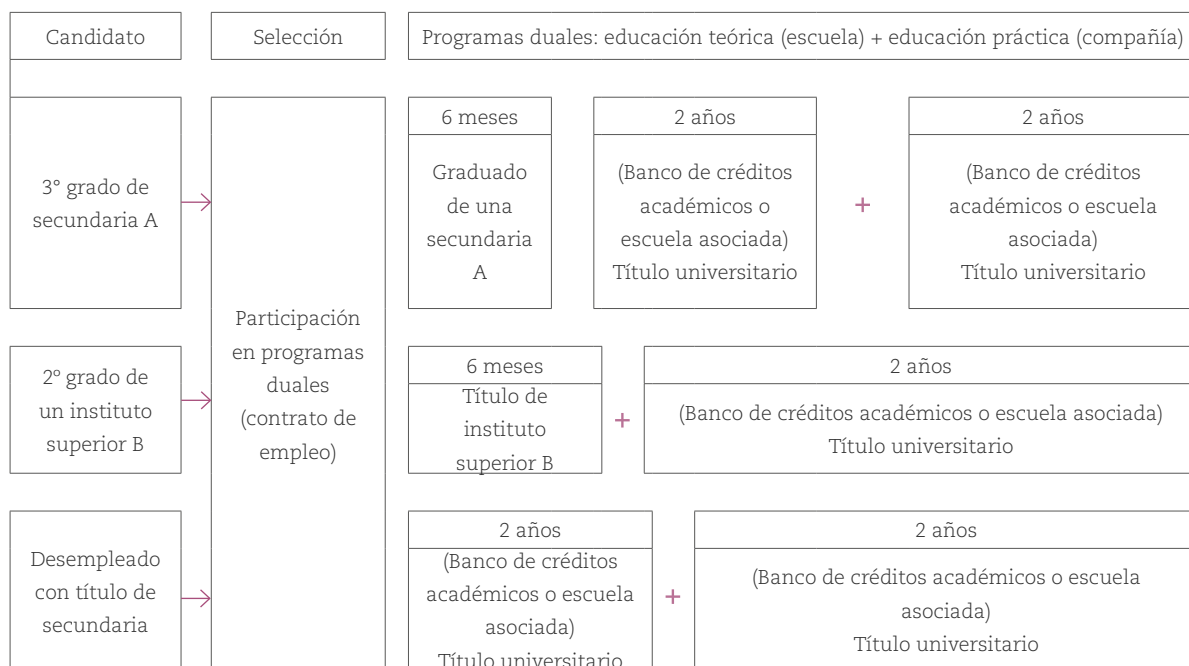 Candidato
Selección
Programas duales: educación teórica (escuela) + educación práctica (compañía)
3° grado de
secundaria A
Participación
en programas
duales
(contrato de
empleo)
6 meses
Graduado
de una
secundaria
A
2 años
(Banco de créditos
académicos o
escuela asociada)
Título universitario
+
2 años
(Banco de créditos
académicos o escuela
asociada)
Título universitario
2º grado de
un instituto
superior B
6 meses
Título de
instituto
superior B
+
2 años
(Banco de créditos académicos o escuela asociada)
Título universitario
Desempleado
con título de
secundaria
2 años
(Banco de créditos
académicos o escuela
asociada)
Título universitario
+
2 años
(Banco de créditos académicos o escuela
asociada)
Título universitario